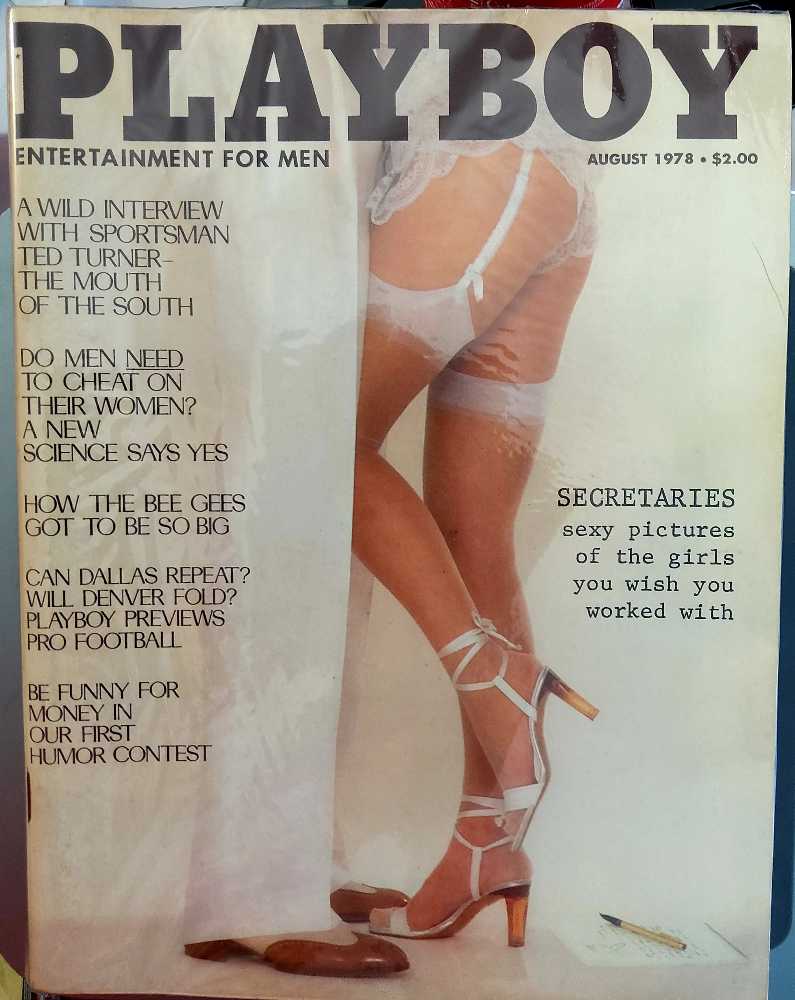 PLAYBOY
ENTERTAINMENT FOR MEN
AUGUST 1978 • $2.00
A WILD INTERVIEW
WITH SPORTSMAN
TED TURNER–
THE MOUTH
OF THE SOUTH
DO MEN NEED
TO CHEAT ON
THEIR WOMEN?
A NEW
SCIENCE SAYS YES
HOW THE BEE GEES
GOT TO BE SO BIG
CAN DALLAS REPEAT?
WILL DENVER FOLD?
PLAYBOY PREVIEWS
PRO FOOTBALL
BE FUNNY FOR
MONEY IN
OUR FIRST
HUMOR CONTEST
SECRETARIES
sexy pictures
of the girls
you wish you
worked with